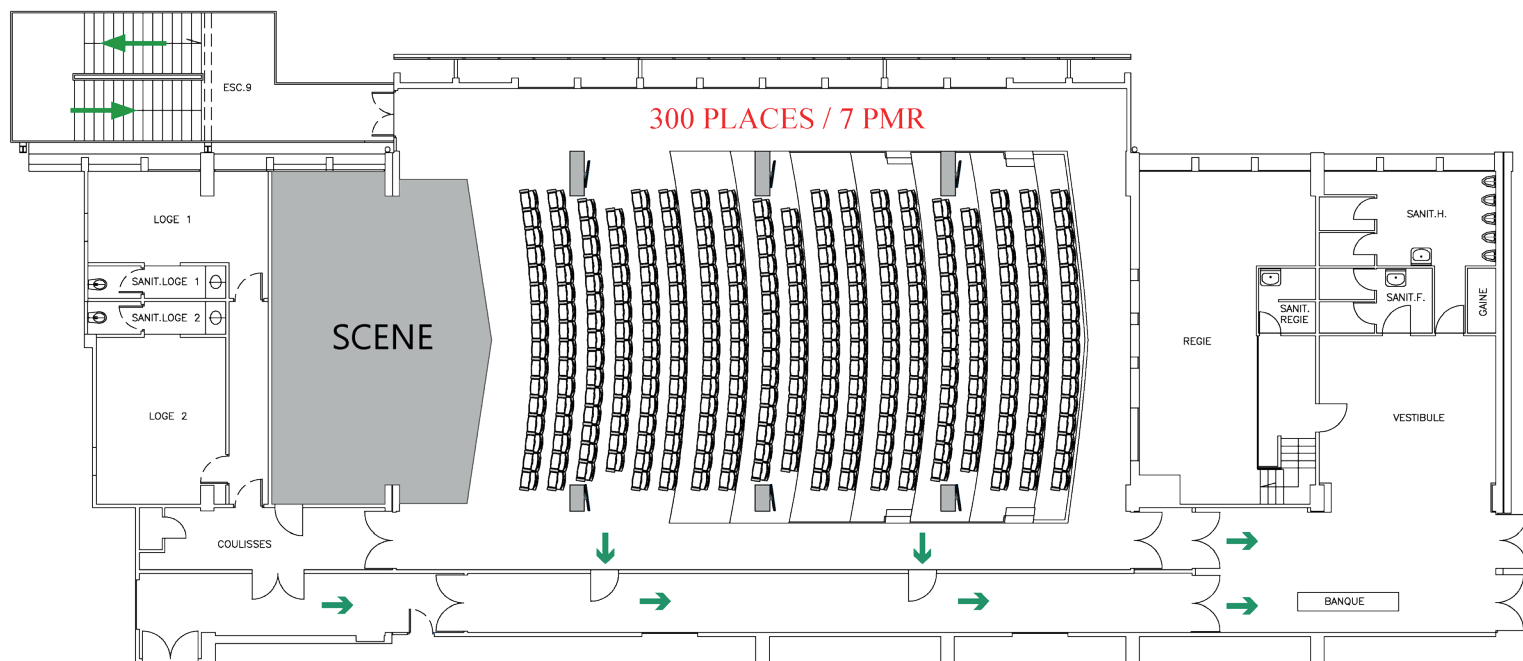 ESC.9
300 PLACES / 7 PMR
LOGE 1
SANIT.H.
SANIT.LOGE 1
SANIT.LOGE 2
SANIT.F.
SANIT.
REGIE
GAINE
SCENE
REGIE
LOGE 2
VESTIBULE
COULISSES
BANQUE